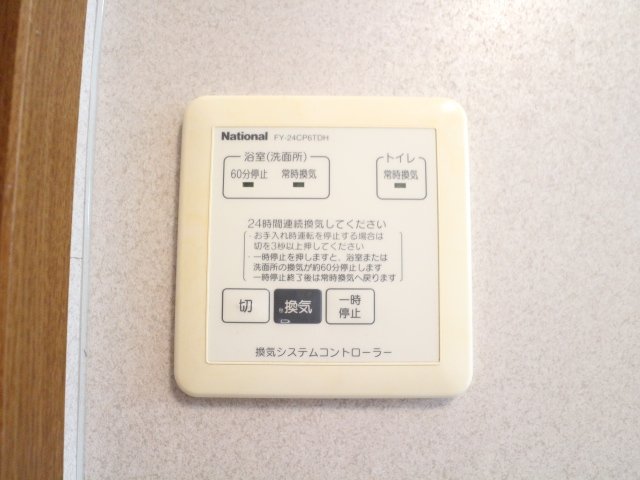 National FY-24CP6TDH
浴室(洗面所) トイレ
60分停止 常時換気 常時換気
24時間連続換気してください
・お手入れ時運転を停止する場合は
切を3秒以上押してください
・一時停止を押しますと、浴室または
洗面所の換気が約60分停止します
一時停止終了後は常時換気へ戻ります
切 換気 一時
停止
換気システムコントローラー